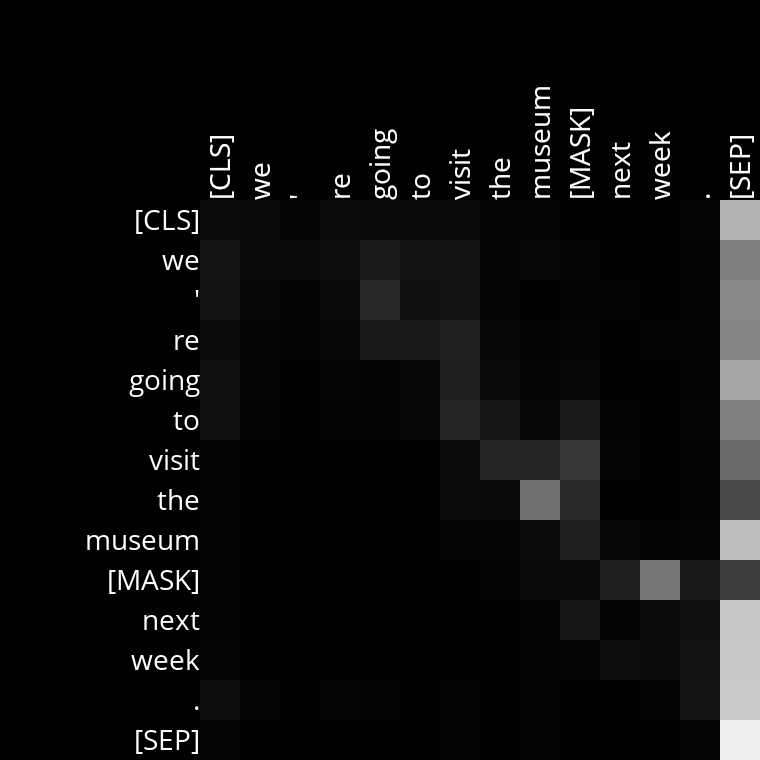 [CLS] we ' re going to visit the museum [MASK] next week . [SEP]
[CLS]
we
'
re
going
to
visit
the
museum
[MASK]
next
week
.
[SEP]